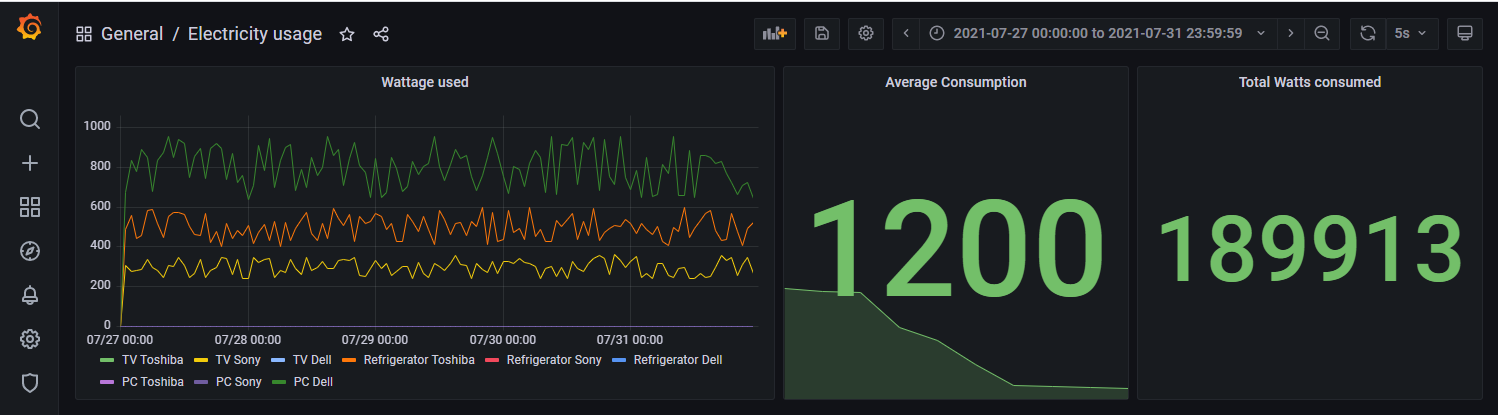 General / Electricity usage
2021-07-27 00:00:00 to 2021-07-31 23:59:59
5s
Wattage used
1000
800
600
400
200
0
07/27 00:00 07/28 00:00 07/29 00:00 07/30 00:00 07/31 00:00
TV Toshiba TV Sony TV Dell Refrigerator Toshiba Refrigerator Sony Refrigerator Dell
PC Toshiba PC Sony PC Dell
Average Consumption
1200
Total Watts consumed
189913